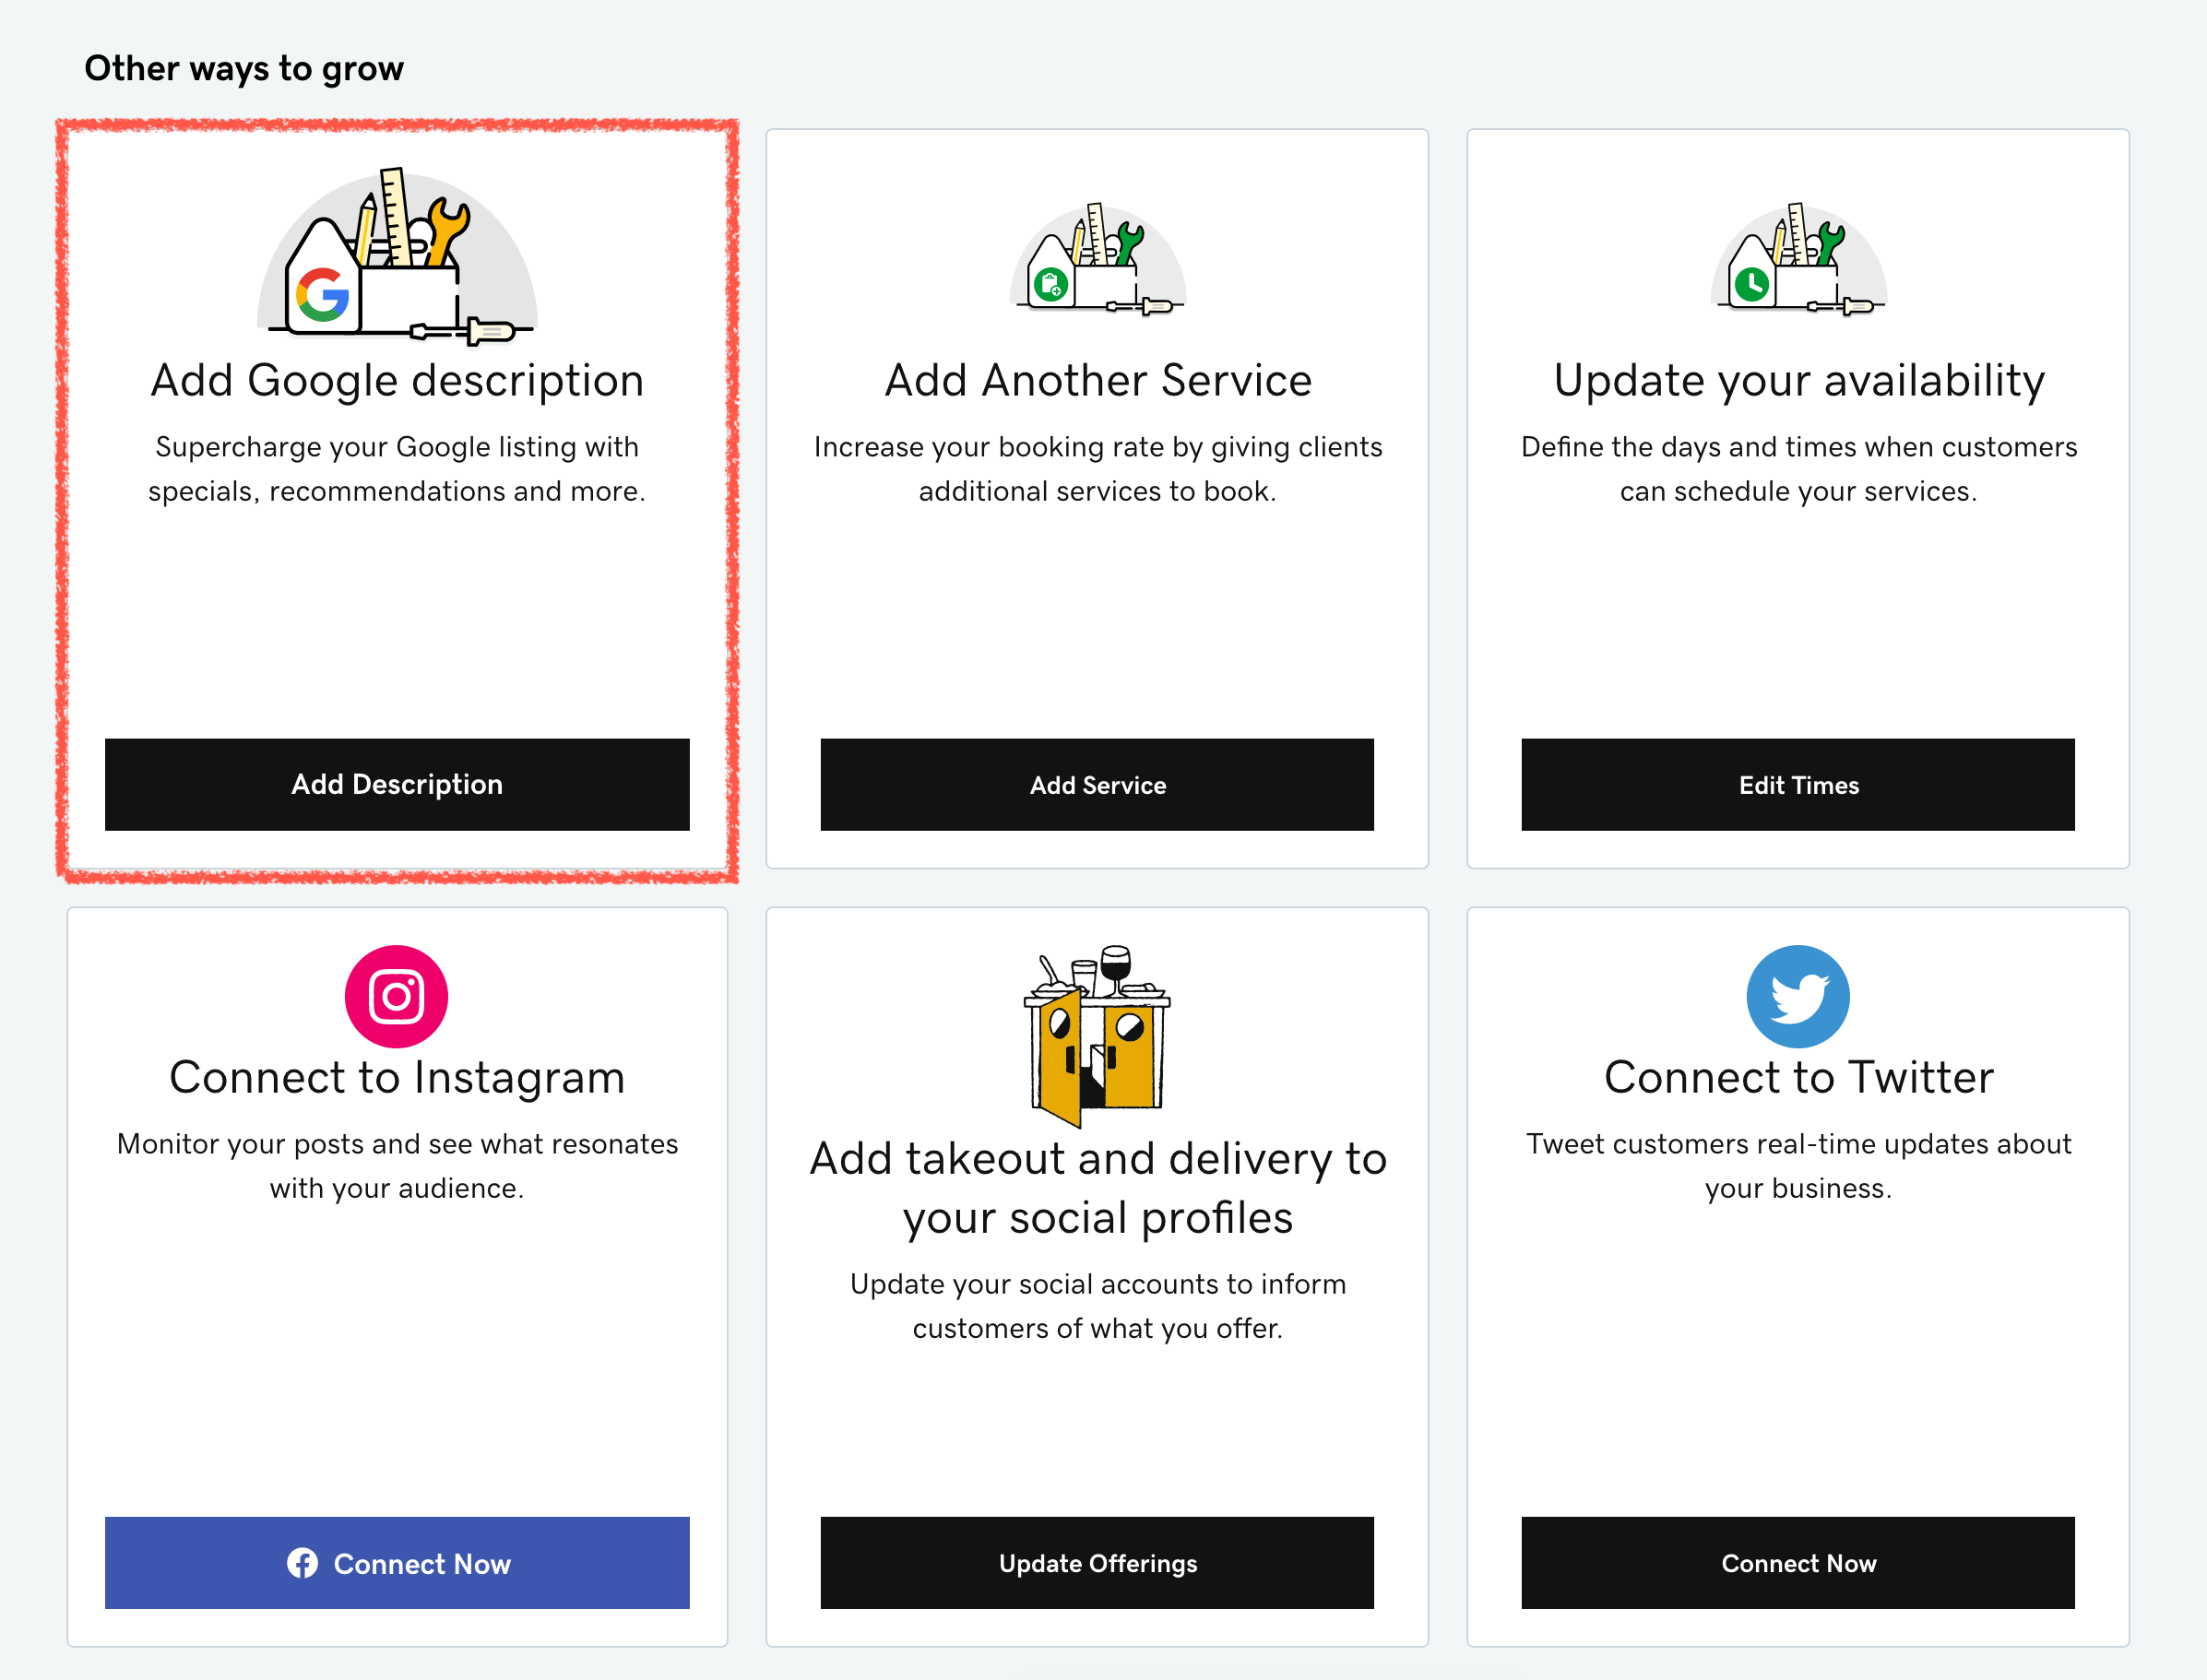 Other ways to grow
Add Google description
Supercharge your Google listing with
specials, recommendations and more.
Add Description
Add Another Service
Increase your booking rate by giving clients
additional services to book.
Add Service
Update your availability
Define the days and times when customers
can schedule your services.
Edit Times
Connect to Instagram
Monitor your posts and see what resonates
with your audience.
Connect Now
Add takeout and delivery to
your social profiles
Update your social accounts to inform
customers of what you offer.
Update Offerings
Connect to Twitter
Tweet customers real-time updates about
your business.
Connect Now